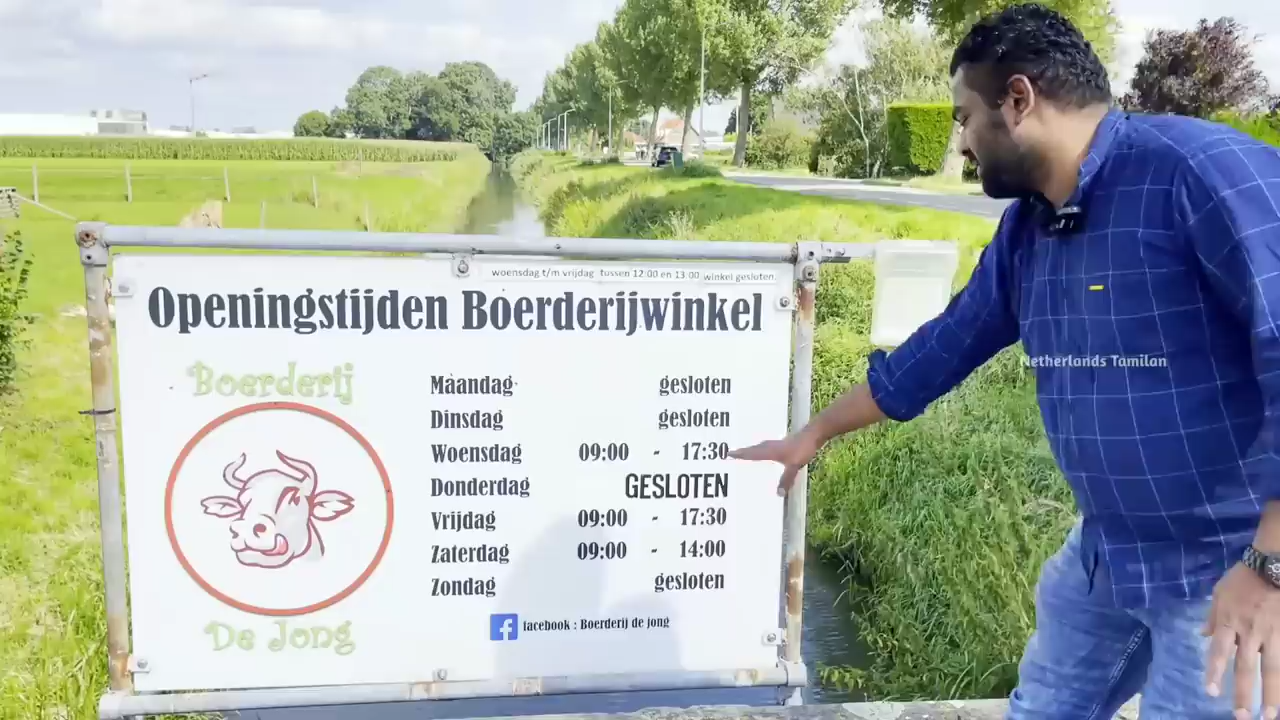 woensdag t/m vrijdag tussen 12:00 en 13:00 winkel gesloten.
Openingstijden Boerderijwinkel
Boerderij
De Jong
Maandag gesloten
Dinsdag gesloten
Woensdag 09:00 - 17:30
Donderdag GESLOTEN
Vrijdag 09:00 - 17:30
Zaterdag 09:00 - 14:00
Zondag gesloten
facebook : Boerderij de jong
Netherlands Tamilan